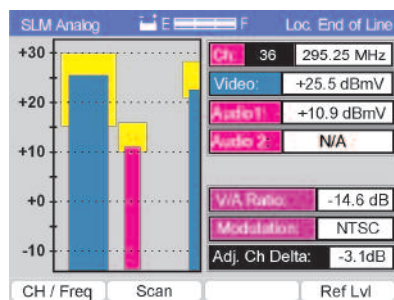 SLM Analog E F Loc. End of Line
+30
+20
+10
+0
-10
Ch: 36 295.25 MHz
Video: +25.5 dBmV
Audio 1: +10.9 dBmV
Audio 2: N/A
V/A Ratio: -14.6 dB
Modulation: NTSC
Adj. Ch Delta: -3.1dB
CH / Freq Scan Ref Lvl